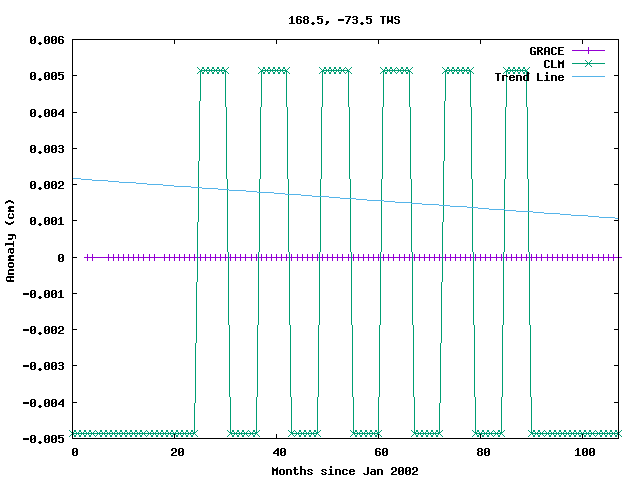 168.5, -73.5 TWS
GRACE
CLM
Trend Line
0.006
0.005
0.004
0.003
0.002
0.001
0
-0.001
-0.002
-0.003
-0.004
-0.005
Anomaly (cm)
0 20 40 60 80 100
Months since Jan 2002